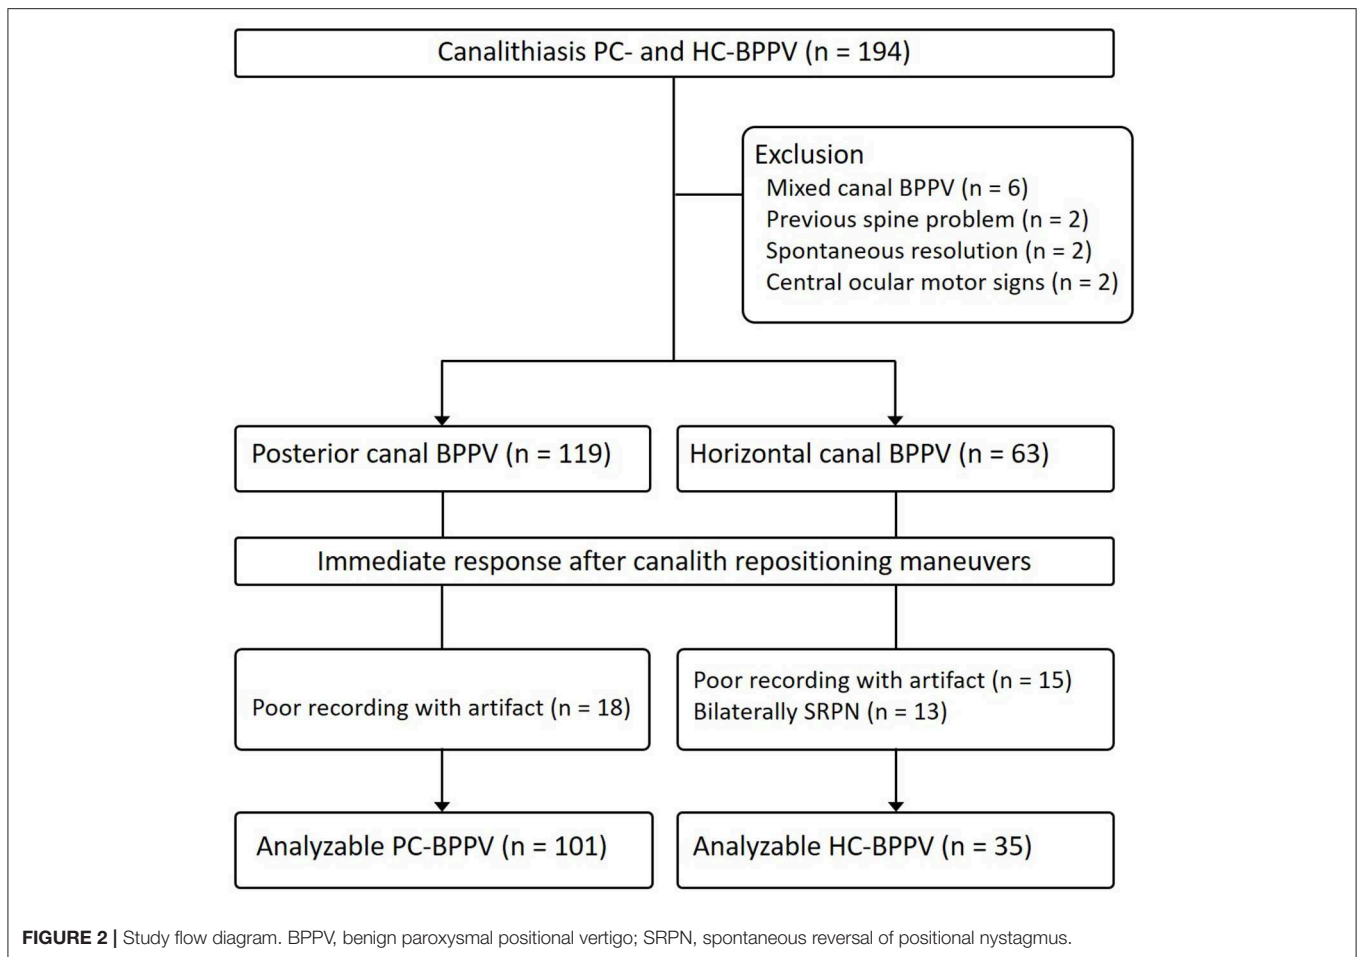 Canalithiasis PC- and HC-BPPV (n = 194)
Exclusion
Mixed canal BPPV (n = 6)
Previous spine problem (n = 2)
Spontaneous resolution (n = 2)
Central ocular motor signs (n = 2)
Posterior canal BPPV (n = 119)
Horizontal canal BPPV (n = 63)
Immediate response after canalith repositioning maneuvers
Poor recording with artifact (n = 18)
Poor recording with artifact (n = 15)
Bilaterally SRPN (n = 13)
Analyzable PC-BPPV (n = 101)
Analyzable HC-BPPV (n = 35)
FIGURE 2 | Study flow diagram. BPPV, benign paroxysmal positional vertigo; SRPN, spontaneous reversal of positional nystagmus.